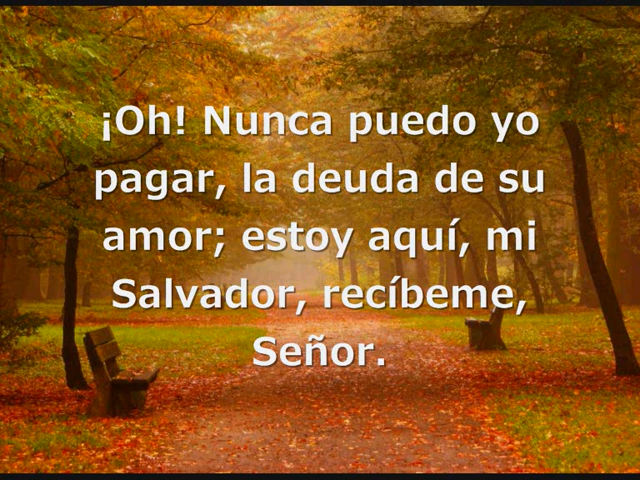 ¡Oh! Nunca puedo yo
pagar, la deuda de su
amor; estoy aquí, mi
Salvador, recíbeme,
Señor.